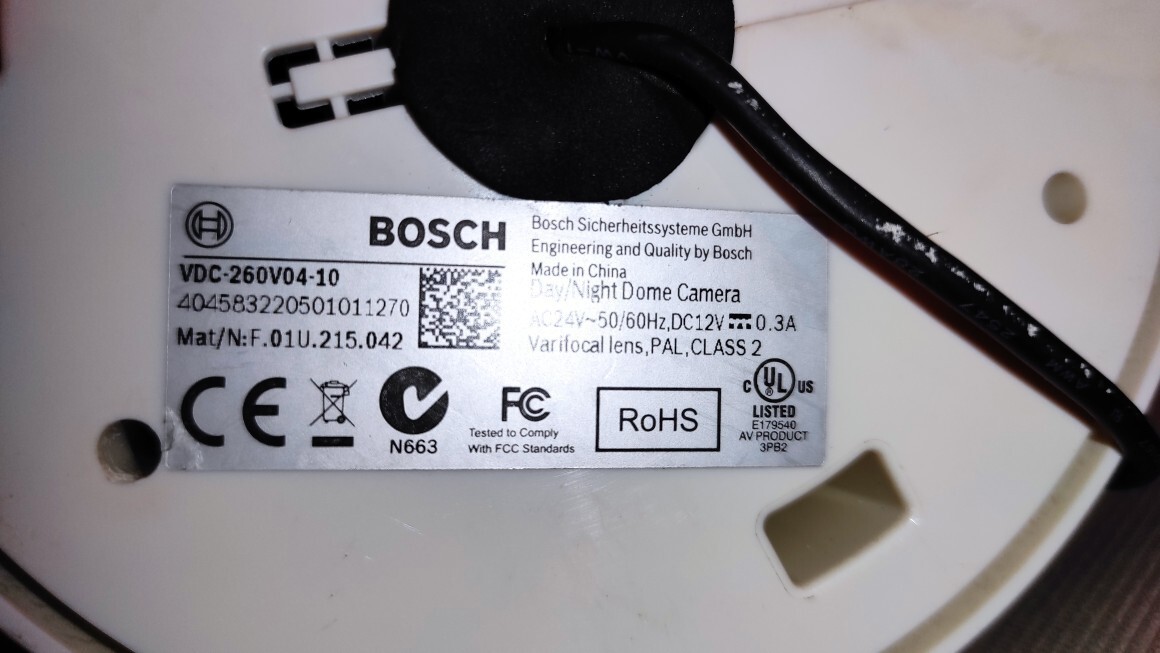 BOSCH
VDC-260V04-10
404583220501011270
Mat/N:F.01U.215.042
Bosch Sicherheitssysteme GmbH
Engineering and Quality by Bosch
Made in China
Day/Night Dome Camera
AC24V~50/60Hz,DC12V 0.3A
Varifocal lens,PAL,CLASS 2
CE
N663
FC
Tested to Comply
With FCC Standards
RoHS
c UL US
LISTED
E179540
AV PRODUCT
3PB2
AWM